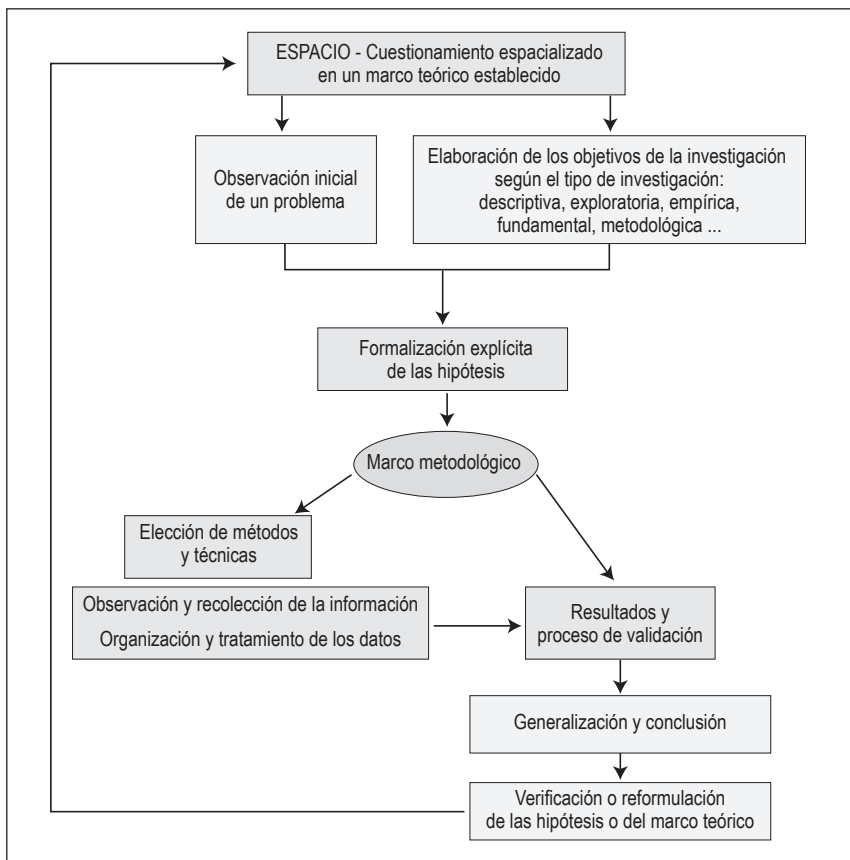 ESPACIO - Cuestionamiento espacializado
en un marco teórico establecido
Observación inicial
de un problema
Elaboración de los objetivos de la investigación
según el tipo de investigación:
descriptiva, exploratoria, empírica,
fundamental, metodológica ...
Formalización explícita
de las hipótesis
Marco metodológico
Elección de métodos
y técnicas
Observación y recolección de la información
Organización y tratamiento de los datos
Resultados y
proceso de validación
Generalización y conclusión
Verificación o reformulación
de las hipótesis o del marco teórico